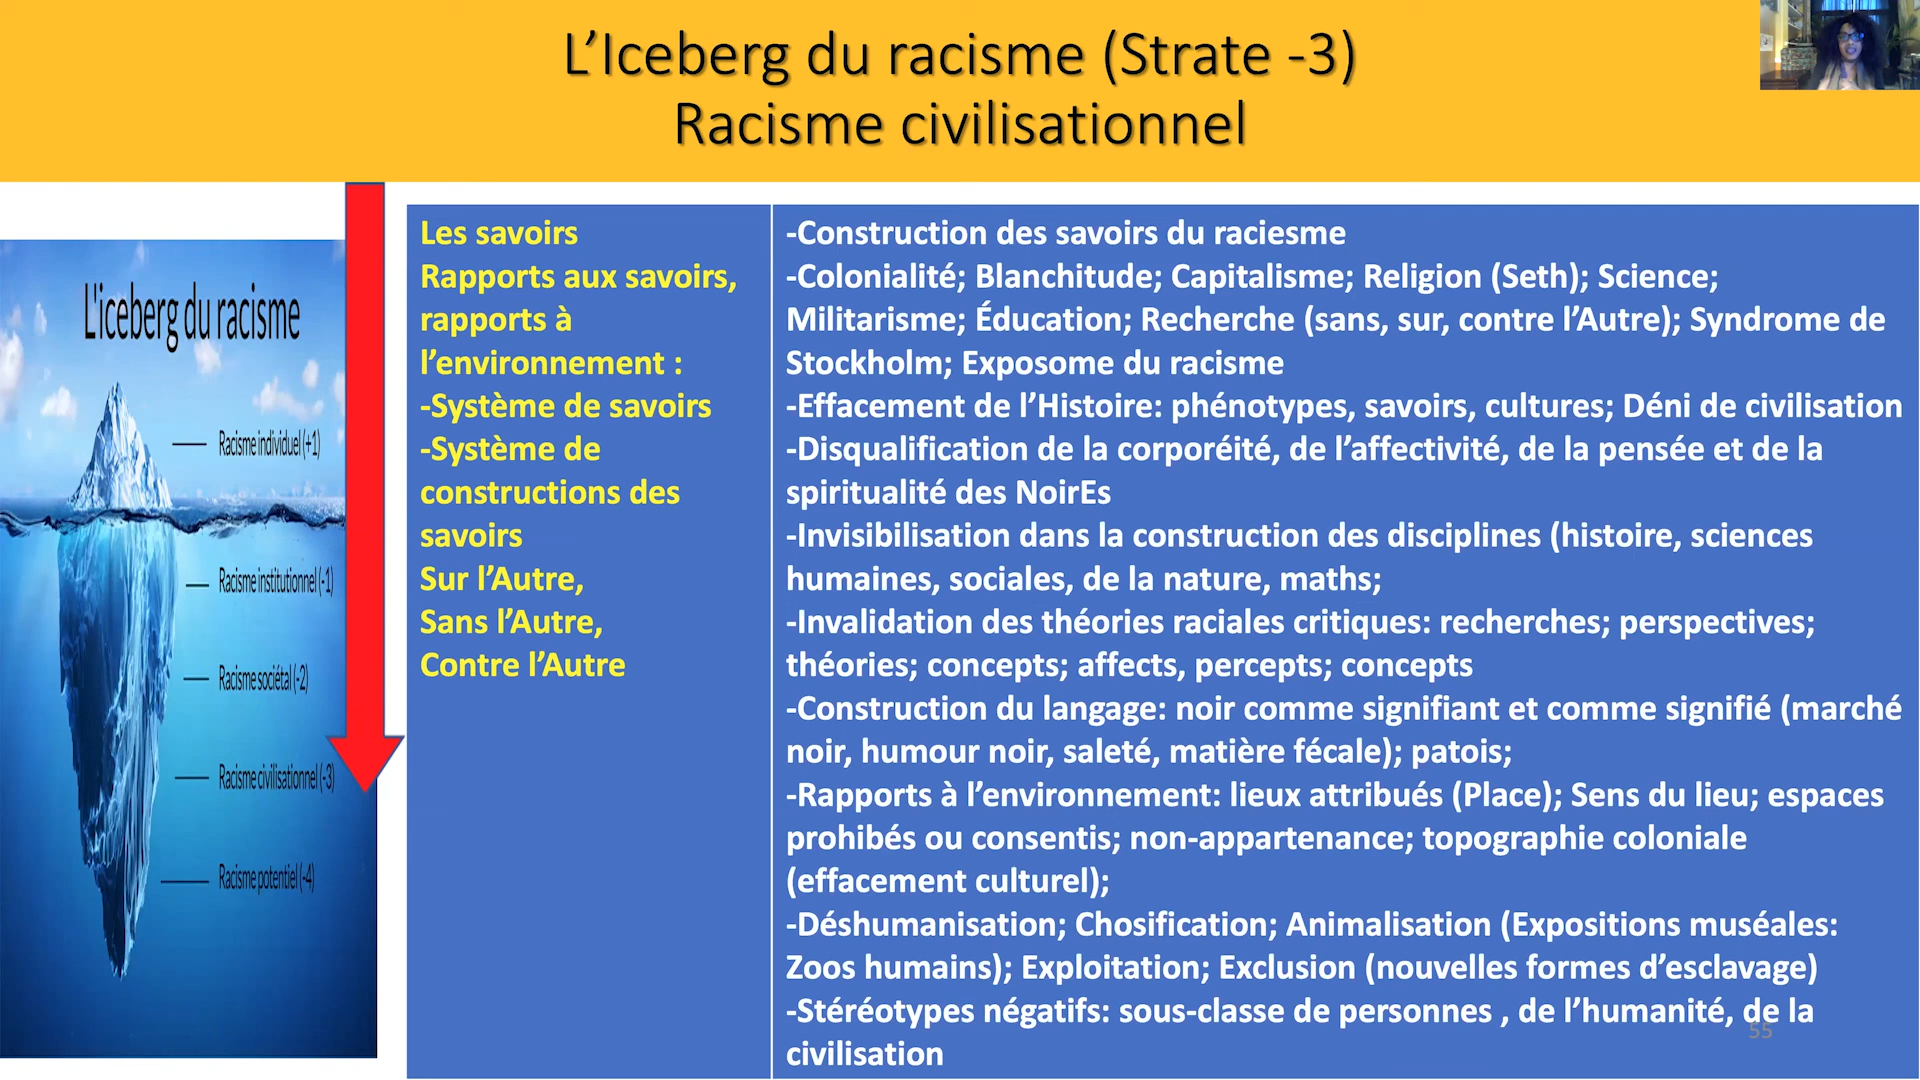 L’Iceberg du racisme (Strate -3)
Racisme civilisationnel
L'iceberg du racisme
Racisme individuel (+1)
Racisme institutionnel (-1)
Racisme sociétal (-2)
Racisme civilisationnel (-3)
Racisme potentiel (-4)
Les savoirs
Rapports aux savoirs,
rapports à
l’environnement :
-Système de savoirs
-Système de
constructions des
savoirs
Sur l’Autre,
Sans l’Autre,
Contre l’Autre
-Construction des savoirs du raciesme
-Colonialité; Blanchitude; Capitalisme; Religion (Seth); Science;
Militarisme; Éducation; Recherche (sans, sur, contre l’Autre); Syndrome de
Stockholm; Exposome du racisme
-Effacement de l’Histoire: phénotypes, savoirs, cultures; Déni de civilisation
-Disqualification de la corporéité, de l’affectivité, de la pensée et de la
spiritualité des NoirEs
-Invisibilisation dans la construction des disciplines (histoire, sciences
humaines, sociales, de la nature, maths;
-Invalidation des théories raciales critiques: recherches; perspectives;
théories; concepts; affects, percepts; concepts
-Construction du langage: noir comme signifiant et comme signifié (marché
noir, humour noir, saleté, matière fécale); patois;
-Rapports à l’environnement: lieux attribués (Place); Sens du lieu; espaces
prohibés ou consentis; non-appartenance; topographie coloniale
(effacement culturel);
-Déshumanisation; Chosification; Animalisation (Expositions muséales:
Zoos humains); Exploitation; Exclusion (nouvelles formes d’esclavage)
-Stéréotypes négatifs: sous-classe de personnes , de l’humanité, de la
civilisation
55